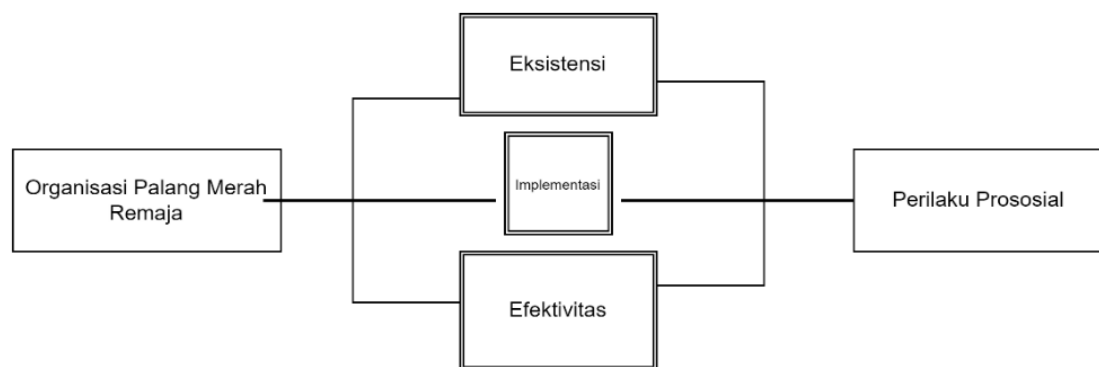 Eksistensi
Implementasi
Organisasi Palang Merah
Remaja
Perilaku Prososial
Efektivitas